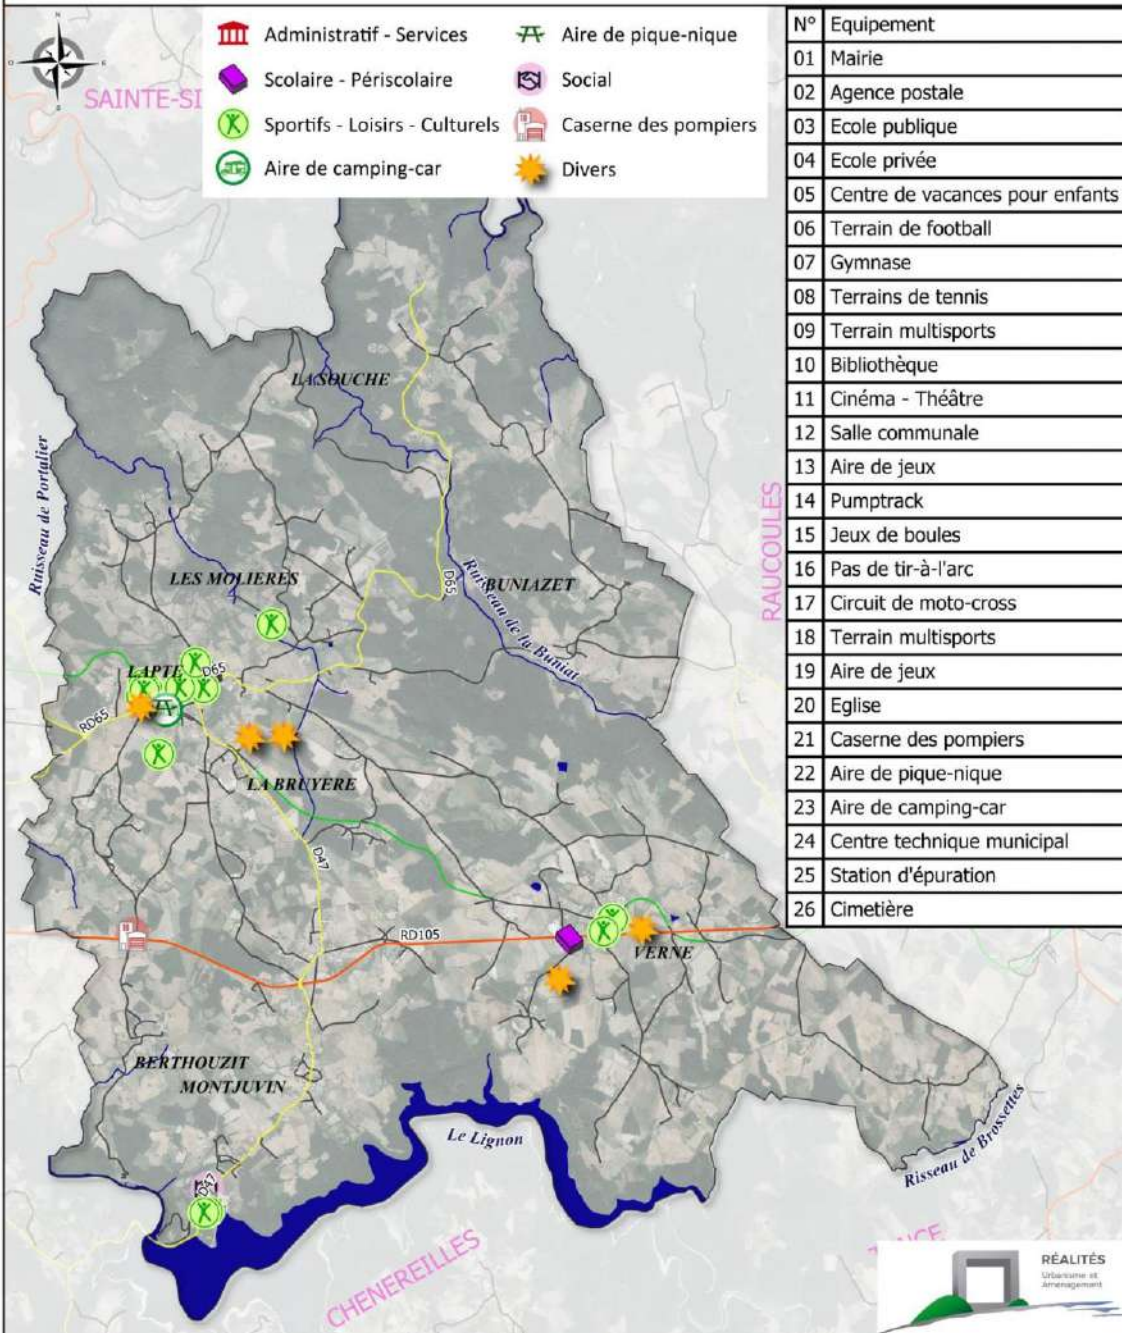 N
O
E
S
SAINTE-SI
Administratif - Services
Scolaire - Périscolaire
Sportifs - Loisirs - Culturels
Aire de camping-car
Aire de pique-nique
Social
Caserne des pompiers
Divers
N° Equipement
01 Mairie
02 Agence postale
03 Ecole publique
04 Ecole privée
05 Centre de vacances pour enfants
06 Terrain de football
07 Gymnase
08 Terrains de tennis
09 Terrain multisports
10 Bibliothèque
11 Cinéma - Théâtre
12 Salle communale
13 Aire de jeux
14 Pumptrack
15 Jeux de boules
16 Pas de tir-à-l'arc
17 Circuit de moto-cross
18 Terrain multisports
19 Aire de jeux
20 Eglise
21 Caserne des pompiers
22 Aire de pique-nique
23 Aire de camping-car
24 Centre technique municipal
25 Station d'épuration
26 Cimetière
LA SOUCHE
Ruisseau de Portalier
RAUCOULES
LES MOLIERES
D65
BUNIAZET
Ruisseau de la Buniat
LAPTE
D65
RD65
LA BRUYERE
D47
RD105
VERNE
BERTHOUZIT
MONTJUVIN
Le Lignon
Risseau de Brossettes
D47
CHENEREILLES
RÉALITÉS
Urbanisme et
Aménagement